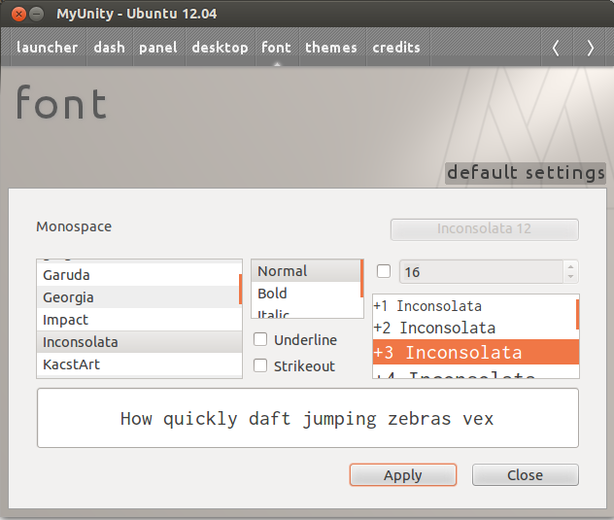 MyUnity - Ubuntu 12.04
launcher dash panel desktop font themes credits
font
default settings
Monospace
Inconsolata 12
Garuda
Georgia
Impact
Inconsolata
KacstArt
Normal
Bold
Italic
Underline
Strikeout
16
+1 Inconsolata
+2 Inconsolata
+3 Inconsolata
+4 Inconsolata
How quickly daft jumping zebras vex
Apply
Close